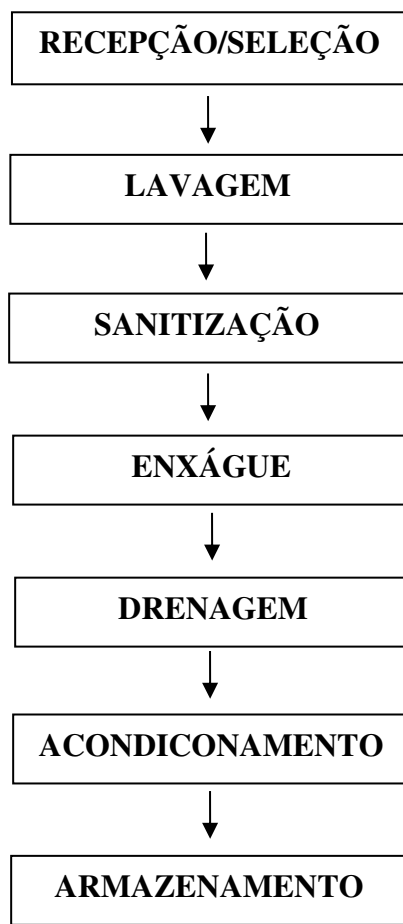 RECEPÇÃO/SELEÇÃO
LAVAGEM
SANITIZAÇÃO
ENXÁGUE
DRENAGEM
ACONDICONAMENTO
ARMAZENAMENTO